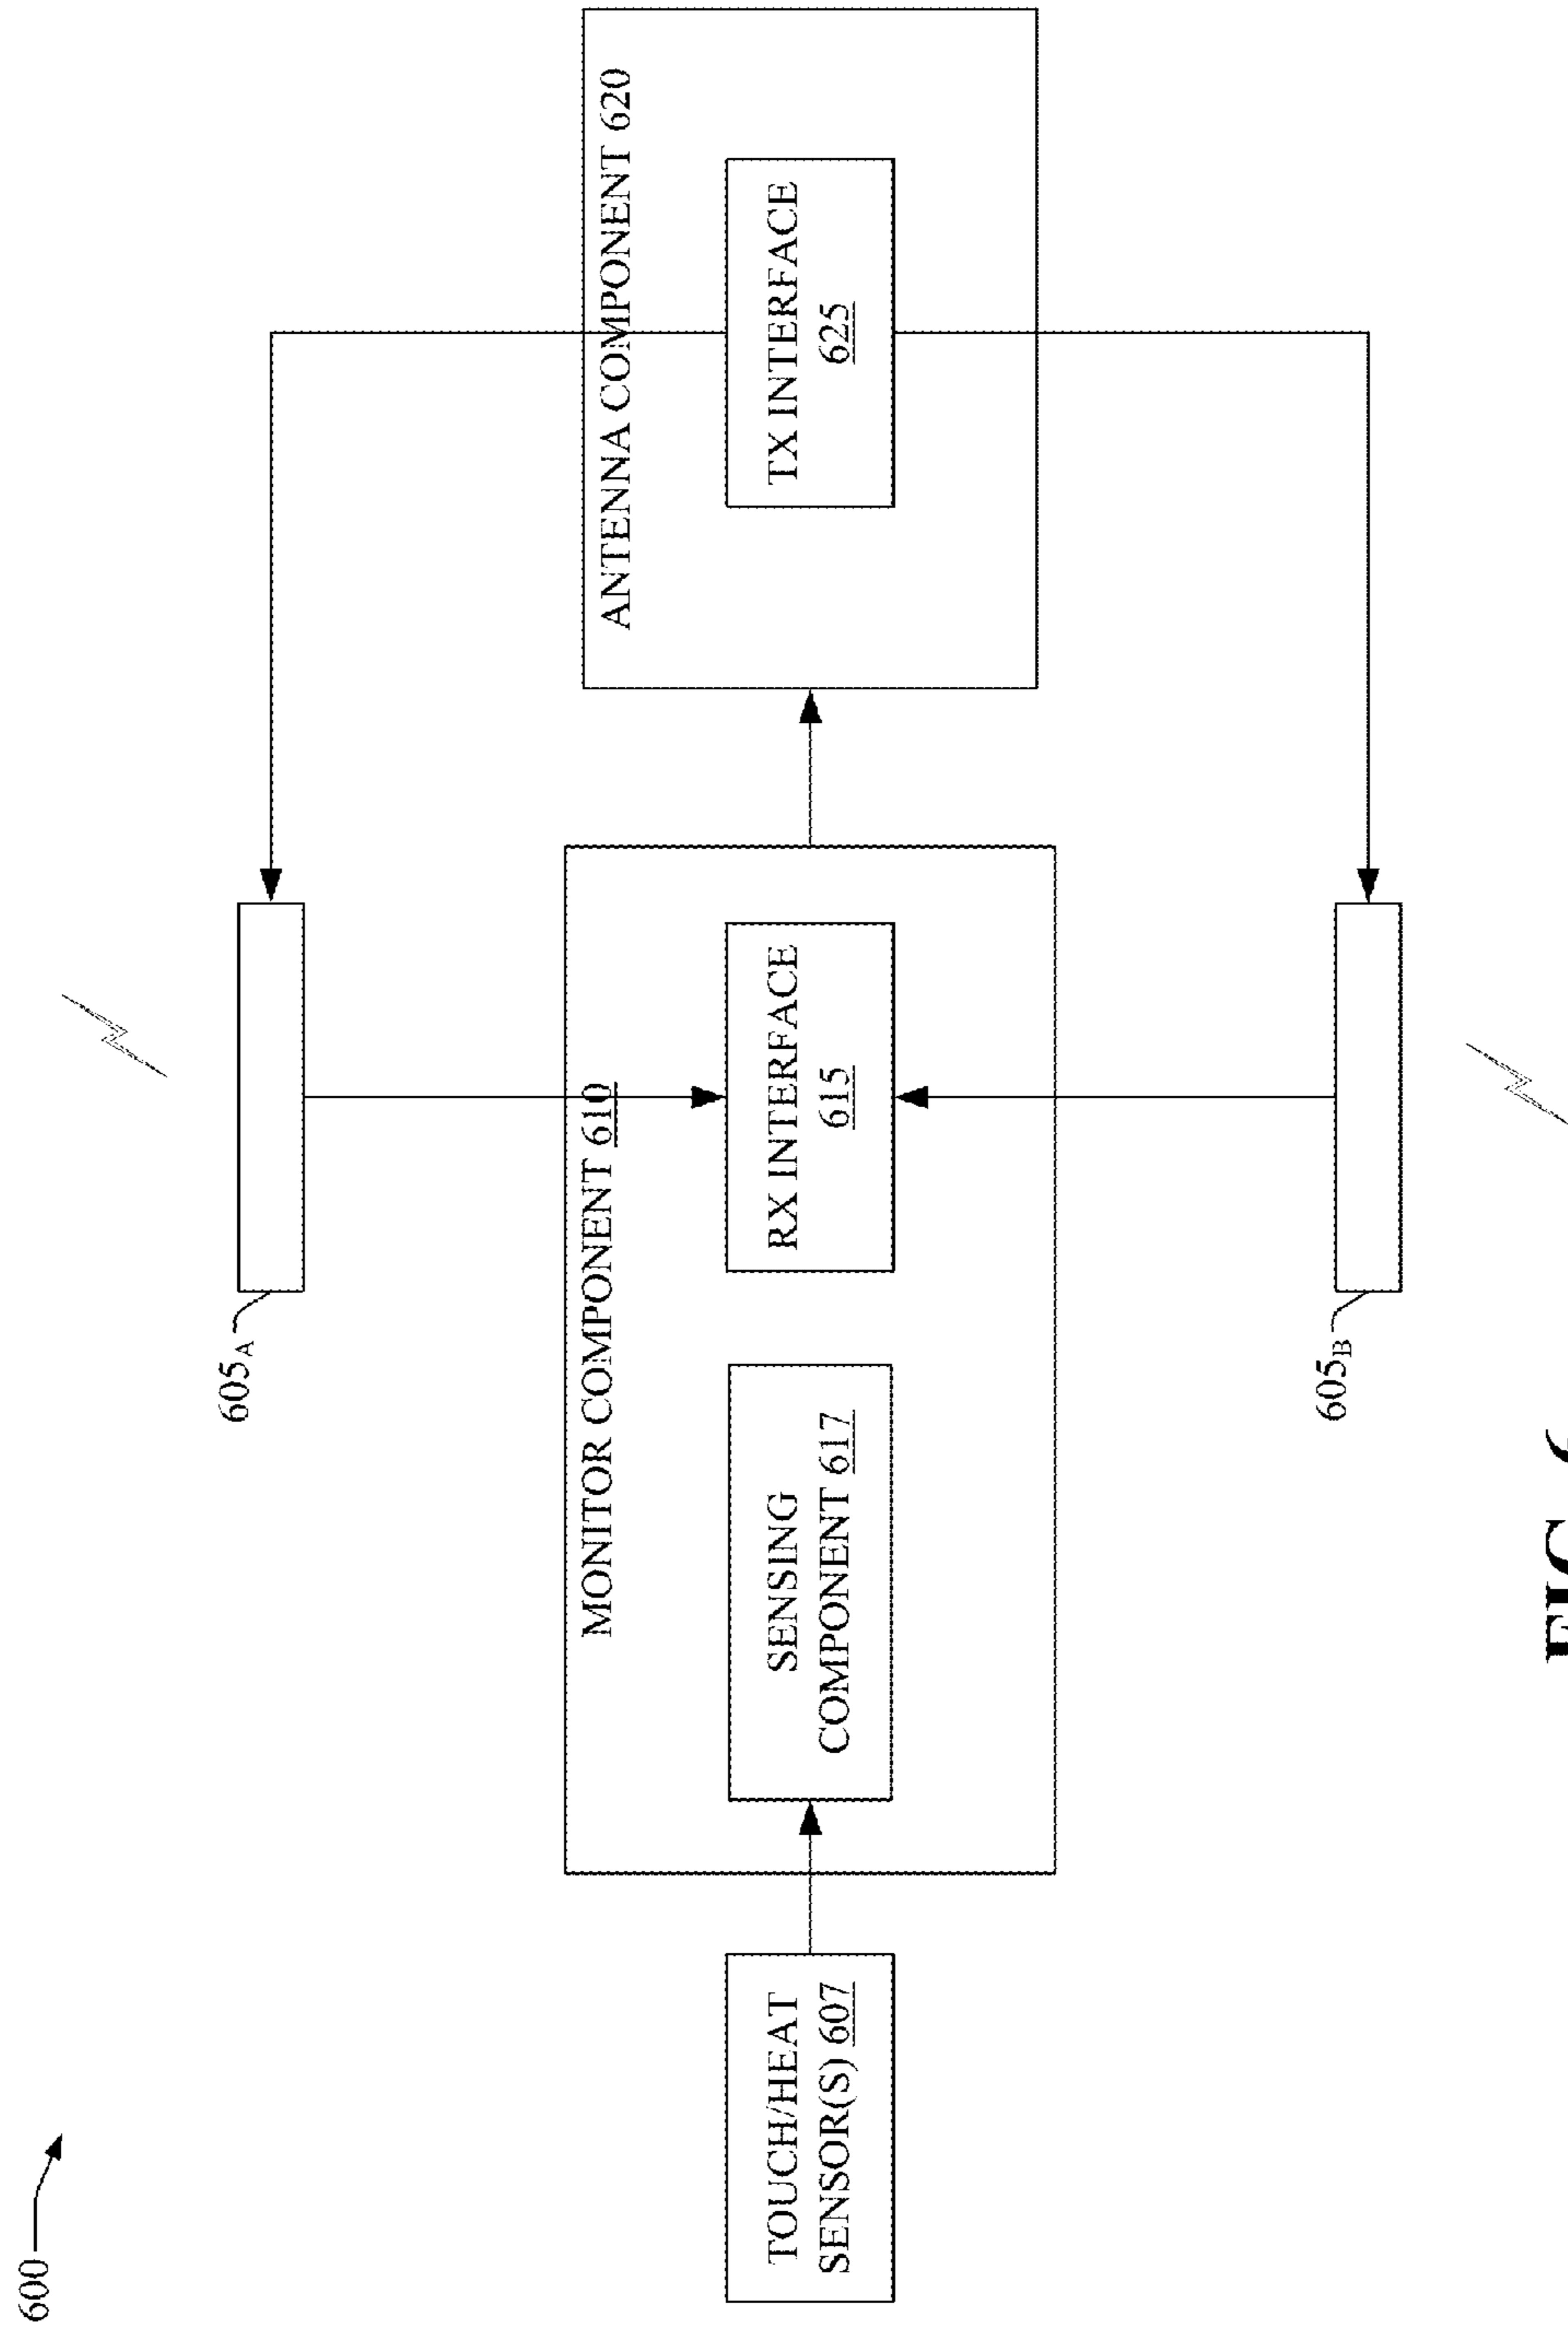 600
605A
ANTENNA COMPONENT 620
TX INTERFACE
625
MONITOR COMPONENT 610
RX INTERFACE
615
SENSING
COMPONENT 617
TOUCH/HEAT
SENSOR(S) 607
605B